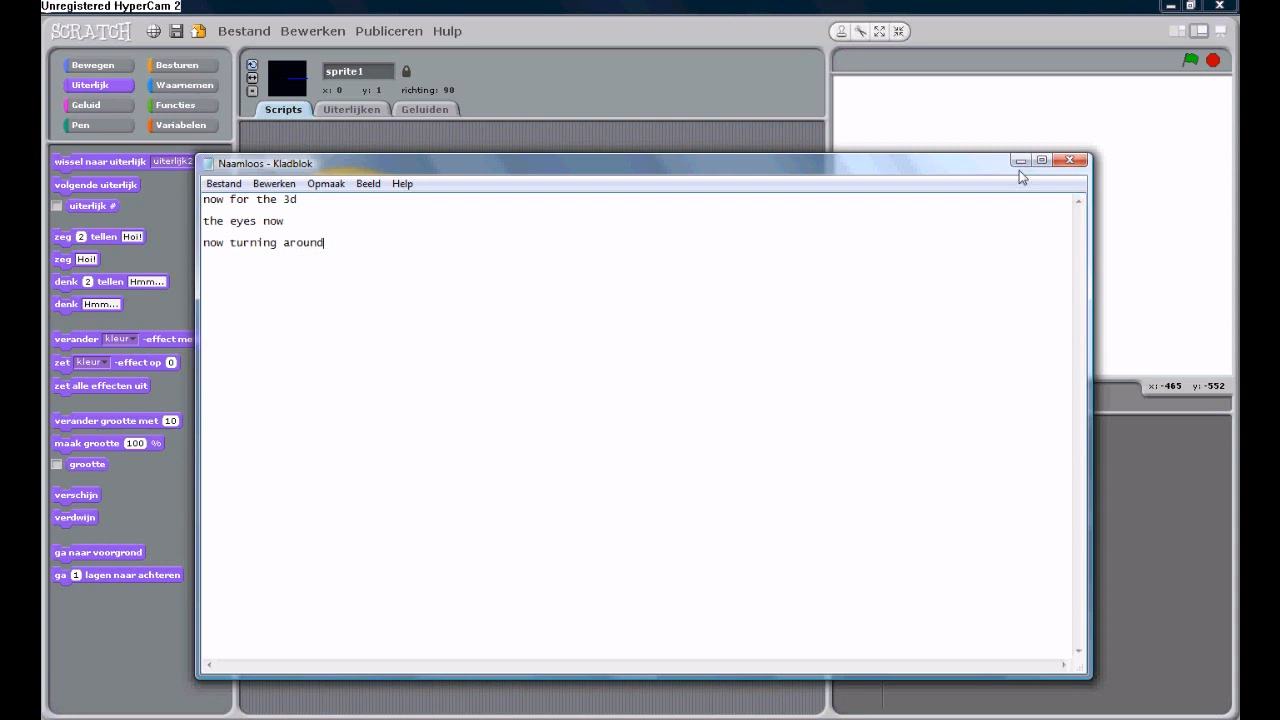 Unregistered HyperCam 2
SCRATCH Bestand Bewerken Publiceren Hulp
Bewegen Besturen
Uiterlijk Waarnemen
Geluid Functies
Pen Variabelen
sprite1
x: 0 y: 1 richting: 90
Scripts Uiterlijken Geluiden
wissel naar uiterlijk uiterlijk2
volgende uiterlijk
uiterlijk #
zeg 2 tellen Hoi!
zeg Hoi!
denk 2 tellen Hmm...
denk Hmm...
verander kleur -effect me
zet kleur -effect op 0
zet alle effecten uit
verander grootte met 10
maak grootte 100 %
grootte
verschijn
verdwijn
ga naar voorgrond
ga 1 lagen naar achteren
Naamloos - Kladblok
Bestand Bewerken Opmaak Beeld Help
now for the 3d
the eyes now
now turning around
x: -465 y: -552